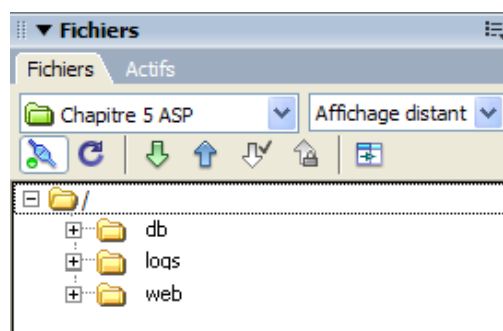 Fichiers
Fichiers Actifs
Chapitre 5 ASP Affichage distant
/
db
logs
web